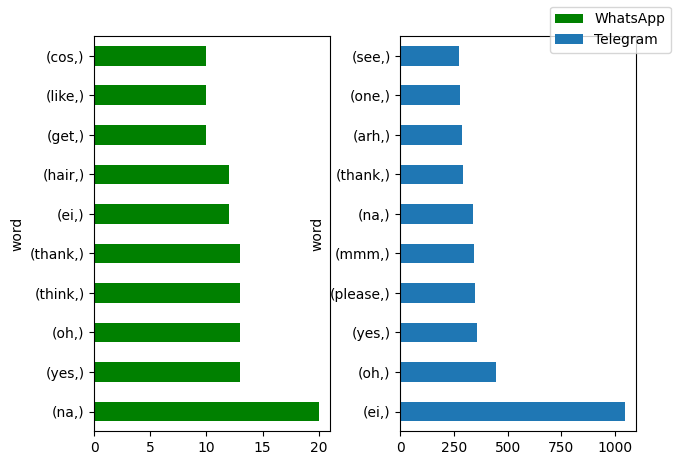 WhatsApp
Telegram
(cos,)
(like,)
(get,)
(hair,)
(ei,)
(thank,)
(think,)
(oh,)
(yes,)
(na,)
word
0 5 10 15 20
(see,)
(one,)
(arh,)
(thank,)
(na,)
(mmm,)
(please,)
(yes,)
(oh,)
(ei,)
word
0 250 500 750 1000